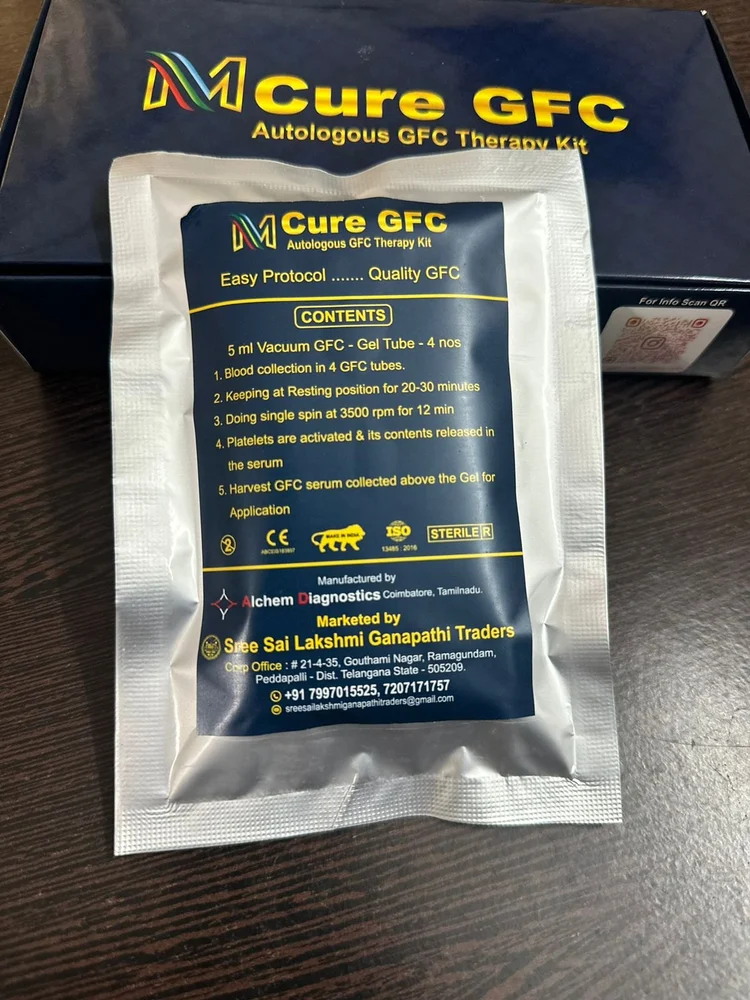 M Cure GFC
Autologous GFC Therapy Kit
For Info Scan QR
M Cure GFC
Autologous GFC Therapy Kit
Easy Protocol ....... Quality GFC
CONTENTS
5 ml Vacuum GFC - Gel Tube - 4 nos
1. Blood collection in 4 GFC tubes.
2. Keeping at Resting position for 20-30 minutes
3. Doing single spin at 3500 rpm for 12 min
4. Platelets are activated & its contents released in
the serum
5. Harvest GFC serum collected above the Gel for
Application
2 CE MAKE IN INDIA ISO STERILE R
13485 : 2016
Manufactured by
Alchem Diagnostics Coimbatore, Tamilnadu.
Marketed by
Sree Sai Lakshmi Ganapathi Traders
Corp Office : # 21-4-35, Gouthami Nagar, Ramagundam,
Peddapalli - Dist. Telangana State - 505209.
+91 7997015525, 7207171757
sreesailakshmiganapathitraders@gmail.com